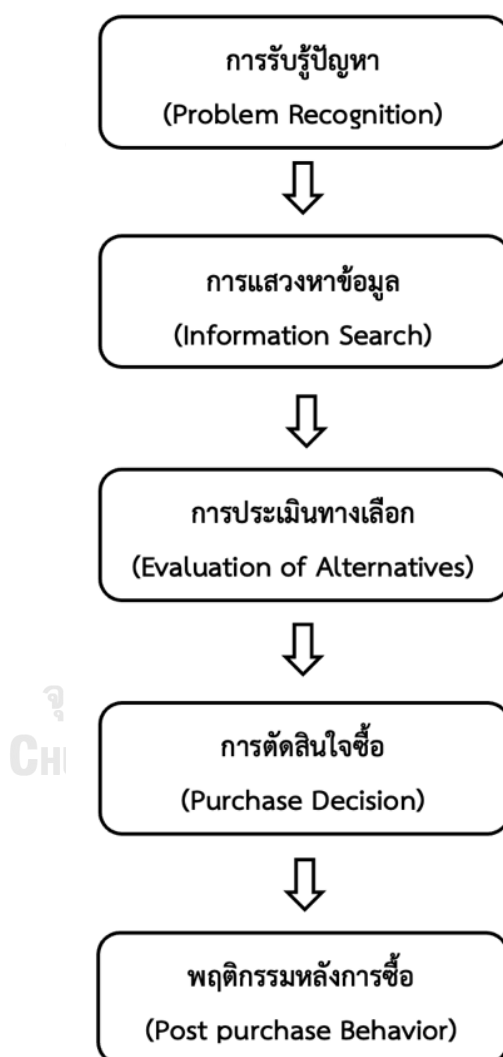 การรับรู้ปัญหา
(Problem Recognition)
การแสวงหาข้อมูล
(Information Search)
การประเมินทางเลือก
(Evaluation of Alternatives)
จุ
CHU
การตัดสินใจซื้อ
(Purchase Decision)
พฤติกรรมหลังการซื้อ
(Post purchase Behavior)